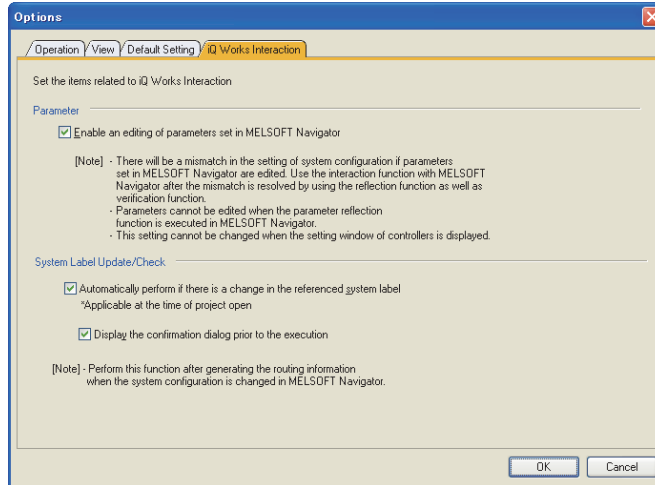 Options
Operation View Default Setting iQ Works Interaction
Set the items related to iQ Works Interaction
Parameter
Enable an editing of parameters set in MELSOFT Navigator
[Note] - There will be a mismatch in the setting of system configuration if parameters
set in MELSOFT Navigator are edited. Use the interaction function with MELSOFT
Navigator after the mismatch is resolved by using the reflection function as well as
verification function.
- Parameters cannot be edited when the parameter reflection
function is executed in MELSOFT Navigator.
- This setting cannot be changed when the setting window of controllers is displayed.
System Label Update/Check
Automatically perform if there is a change in the referenced system label
*Applicable at the time of project open
Display the confirmation dialog prior to the execution
[Note] - Perform this function after generating the routing information
when the system configuration is changed in MELSOFT Navigator.
OK Cancel